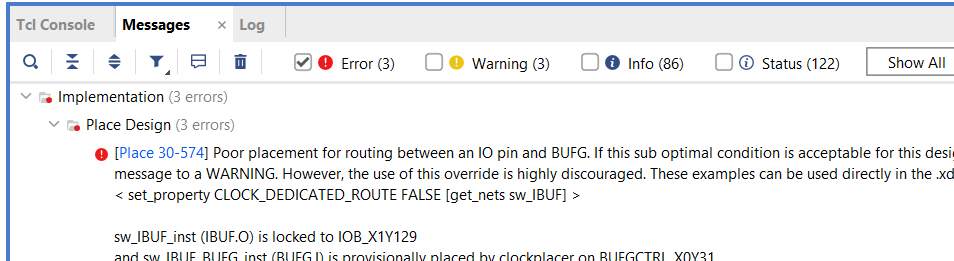 Tcl Console Messages × Log
Error (3) Warning (3) Info (86) Status (122) Show All
Implementation (3 errors)
Place Design (3 errors)
[Place 30-574] Poor placement for routing between an IO pin and BUFG. If this sub optimal condition is acceptable for this desi
message to a WARNING. However, the use of this override is highly discouraged. These examples can be used directly in the .xd
< set_property CLOCK_DEDICATED_ROUTE FALSE [get_nets sw_IBUF] >
sw_IBUF_inst (IBUF.O) is locked to IOB_X1Y129
and sw_IBUF_BUFG_inst (BUFG.I) is provisionally placed by clockplacer on BUFGCTRL_X0Y31